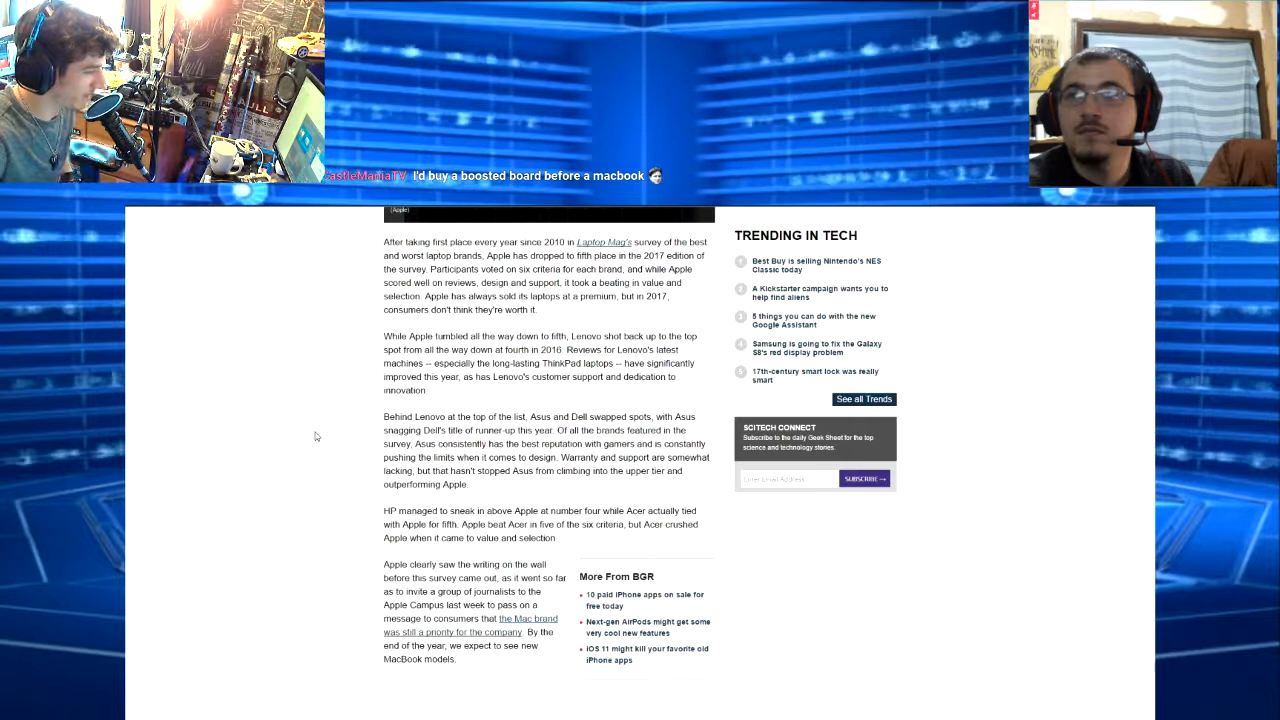 astleManiaTV I'd buy a boosted board before a macbook
(Apple)
After taking first place every year since 2010 in Laptop Mag's survey of the best
and worst laptop brands, Apple has dropped to fifth place in the 2017 edition of
the survey. Participants voted on six criteria for each brand, and while Apple
scored well on reviews, design and support, it took a beating in value and
selection. Apple has always sold its laptops at a premium, but in 2017,
consumers don't think they're worth it.
While Apple tumbled all the way down to fifth, Lenovo shot back up to the top
spot from all the way down at fourth in 2016. Reviews for Lenovo's latest
machines -- especially the long-lasting ThinkPad laptops -- have significantly
improved this year, as has Lenovo's customer support and dedication to
innovation.
Behind Lenovo at the top of the list, Asus and Dell swapped spots, with Asus
snagging Dell's title of runner-up this year. Of all the brands featured in the
survey, Asus consistently has the best reputation with gamers and is constantly
pushing the limits when it comes to design. Warranty and support are somewhat
lacking, but that hasn't stopped Asus from climbing into the upper tier and
outperforming Apple.
HP managed to sneak in above Apple at number four while Acer actually tied
with Apple for fifth. Apple beat Acer in five of the six criteria, but Acer crushed
Apple when it came to value and selection.
Apple clearly saw the writing on the wall
before this survey came out, as it went so far
as to invite a group of journalists to the
Apple Campus last week to pass on a
message to consumers that the Mac brand
was still a priority for the company. By the
end of the year, we expect to see new
MacBook models.
More From BGR
10 paid iPhone apps on sale for
free today
Next-gen AirPods might get some
very cool new features
iOS 11 might kill your favorite old
iPhone apps
TRENDING IN TECH
1 Best Buy is selling Nintendo's NES
Classic today
2 A Kickstarter campaign wants you to
help find aliens
3 5 things you can do with the new
Google Assistant
4 Samsung is going to fix the Galaxy
S8's red display problem
5 17th-century smart lock was really
smart
See all Trends
SCITECH CONNECT
Subscribe to the daily Geek Sheet for the top
science and technology stories.
Enter Email Address
SUBSCRIBE